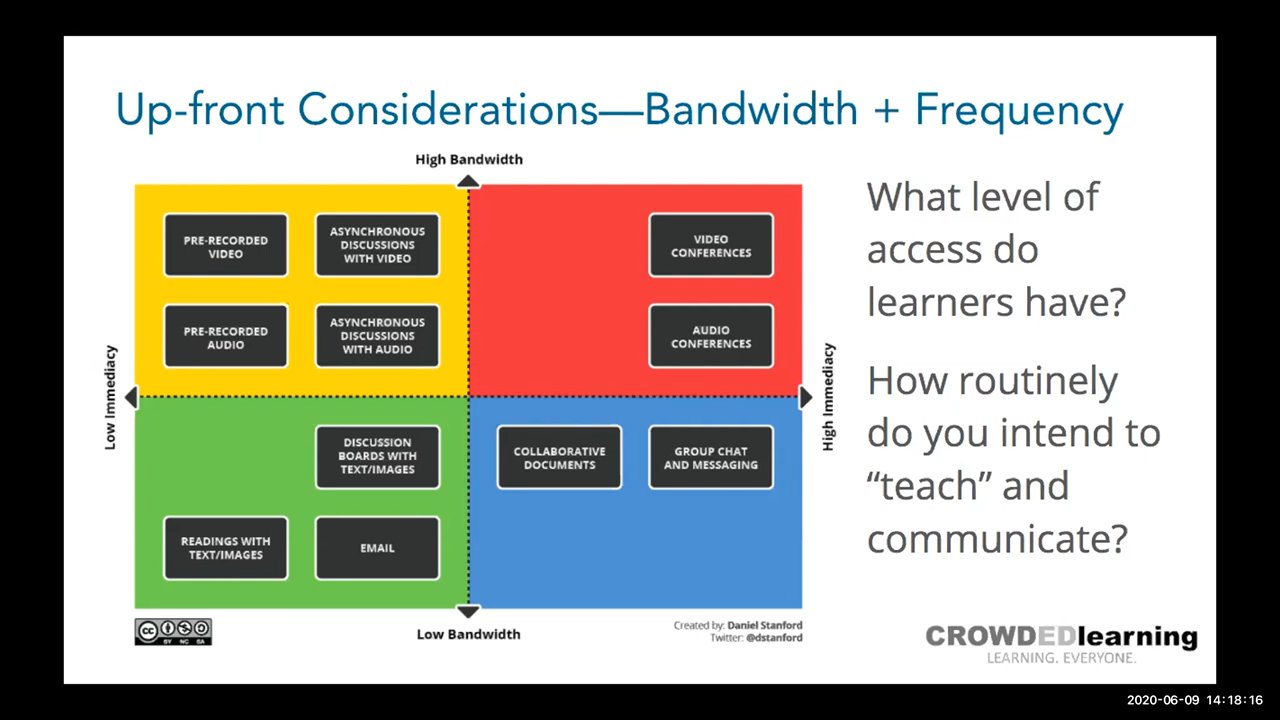 Up-front Considerations—Bandwidth + Frequency
High Bandwidth
PRE-RECORDED
VIDEO
ASYNCHRONOUS
DISCUSSIONS
WITH VIDEO
VIDEO
CONFERENCES
PRE-RECORDED
AUDIO
ASYNCHRONOUS
DISCUSSIONS
WITH AUDIO
AUDIO
CONFERENCES
Low Immediacy
High Immediacy
DISCUSSION
BOARDS WITH
TEXT/IMAGES
COLLABORATIVE
DOCUMENTS
GROUP CHAT
AND MESSAGING
READINGS WITH
TEXT/IMAGES
EMAIL
Low Bandwidth
cc
BY NC SA
Created by: Daniel Stanford
Twitter: @dstanford
What level of
access do
learners have?
How routinely
do you intend to
“teach” and
communicate?
CROWDEDlearning
LEARNING. EVERYONE.
2020-06-09 14:18:16